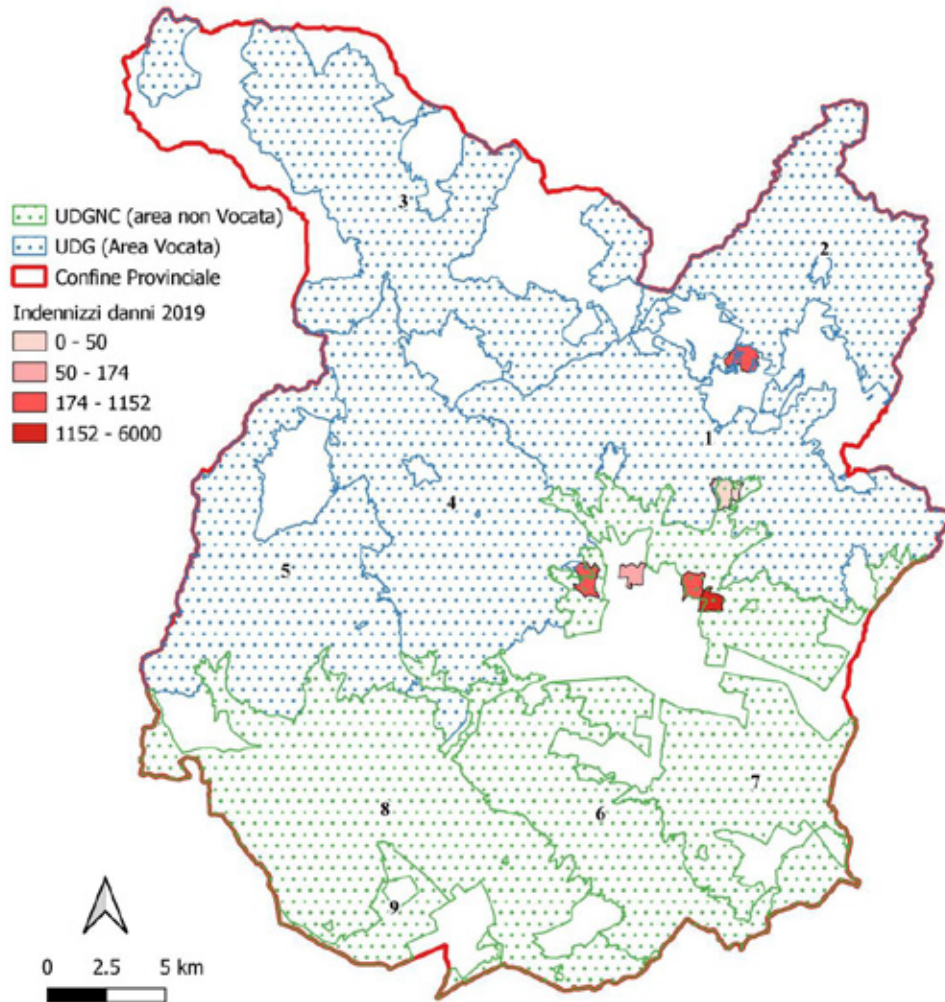 3
2
UDGNC (area non Vocata)
UDG (Area Vocata)
Confine Provinciale
Indennizzi danni 2019
0 - 50
50 - 174
174 - 1152
1152 - 6000
1
4
5
7
8
6
9
0 2.5 5 km